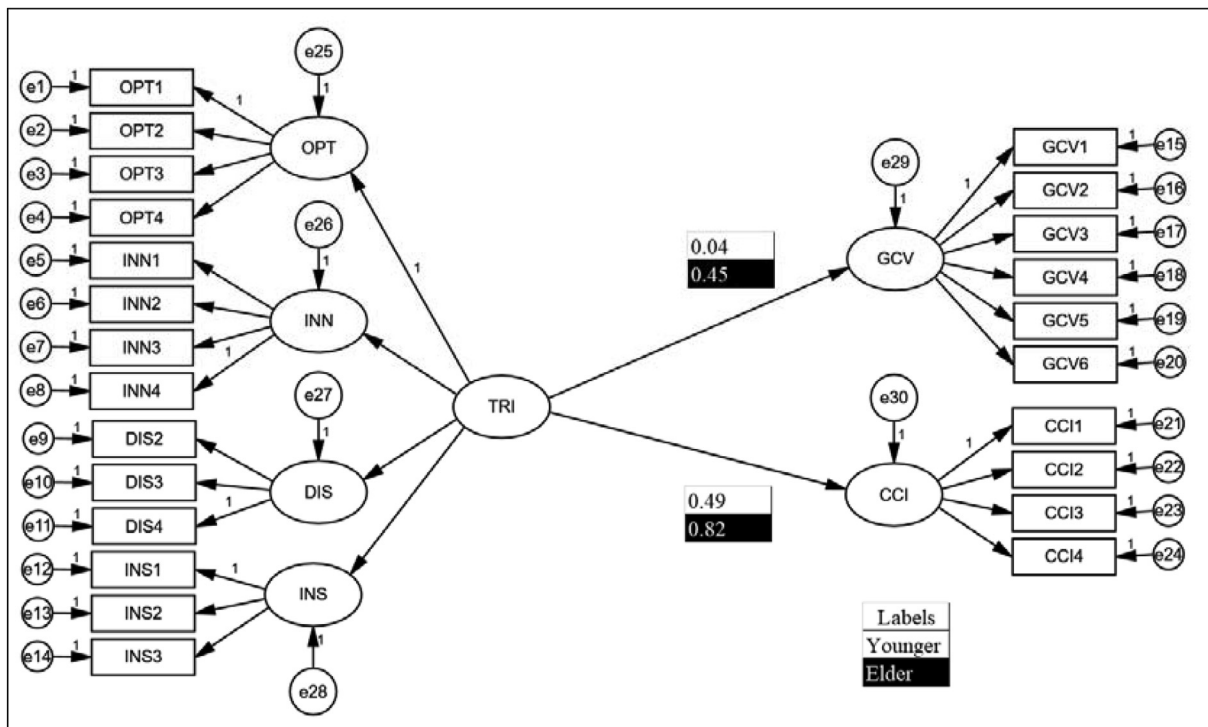 e25
1
e1
1
OPT1
1
e2
1
OPT2
OPT
e3
1
OPT3
e4
1
OPT4
e26
1
e5
1
INN1
e6
1
INN2
INN
e7
1
INN3
1
e8
1
INN4
1
e27
1
e9
1
DIS2
e10
1
DIS3
DIS
e11
1
DIS4
1
e12
1
INS1
1
e13
1
INS2
INS
e14
1
INS3
1
e28
TRI
0.04
0.45
0.49
0.82
e29
1
GCV
1
GCV1
1
e15
GCV2
1
e16
GCV3
1
e17
GCV4
1
e18
GCV5
1
e19
GCV6
1
e20
e30
1
CCI
1
CCI1
1
e21
CCI2
1
e22
CCI3
1
e23
CCI4
1
e24
Labels
Younger
Elder